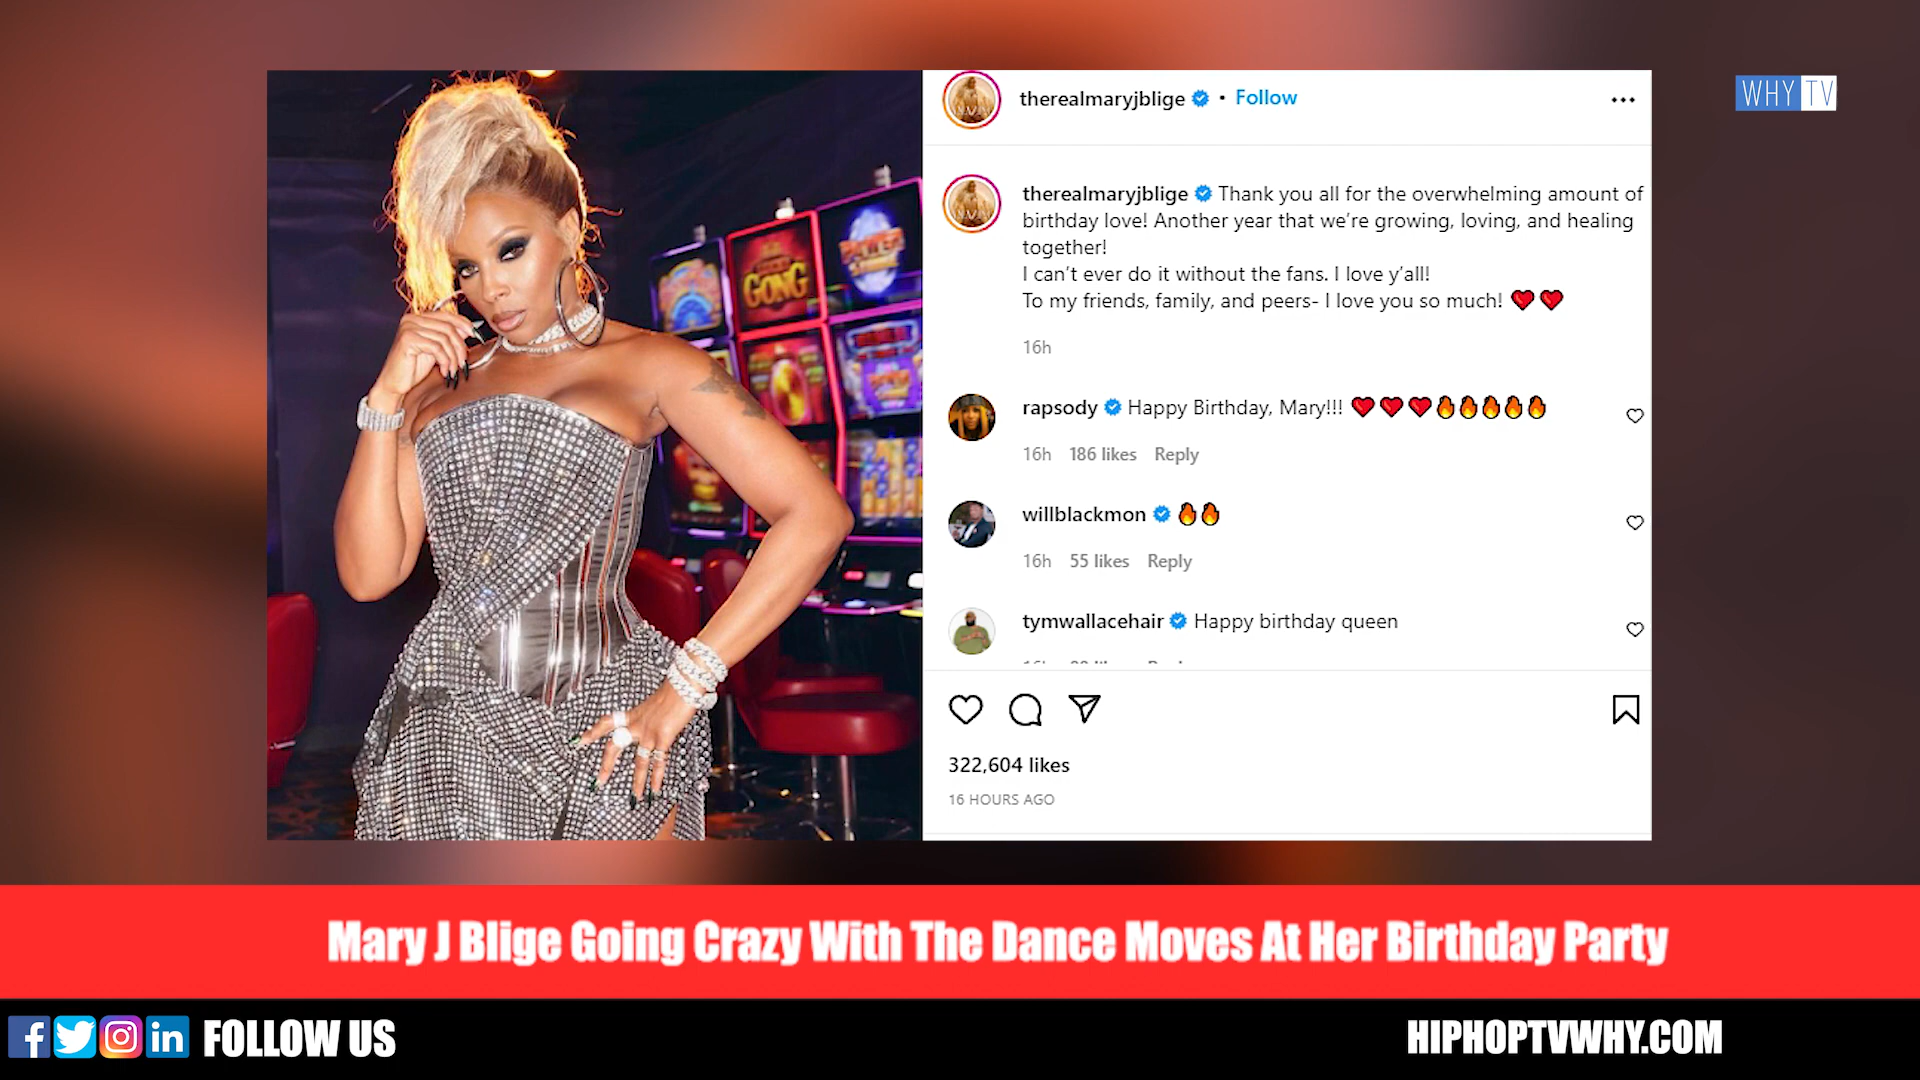 WHY TV
therealmaryjblige • Follow
therealmaryjblige Thank you all for the overwhelming amount of
birthday love! Another year that we’re growing, loving, and healing
together!
I can’t ever do it without the fans. I love y’all!
To my friends, family, and peers- I love you so much! ❤️❤️
16h
rapsody Happy Birthday, Mary!!! ❤️❤️❤️🔥🔥🔥🔥🔥
16h 186 likes Reply
willblackmon 🔥🔥
16h 55 likes Reply
tymwallacehair Happy birthday queen
322,604 likes
16 HOURS AGO
GONG
POWER
Mary J Blige Going Crazy With The Dance Moves At Her Birthday Party
FOLLOW US
HIPHOPTVWHY.COM